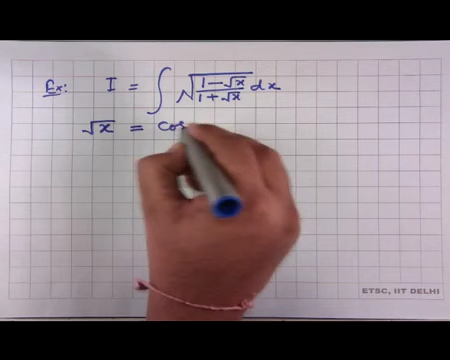 Ex: I = ∫ √((1 - √x)/(1 + √x)) dx
√x = cos
ETSC, IIT DELHI